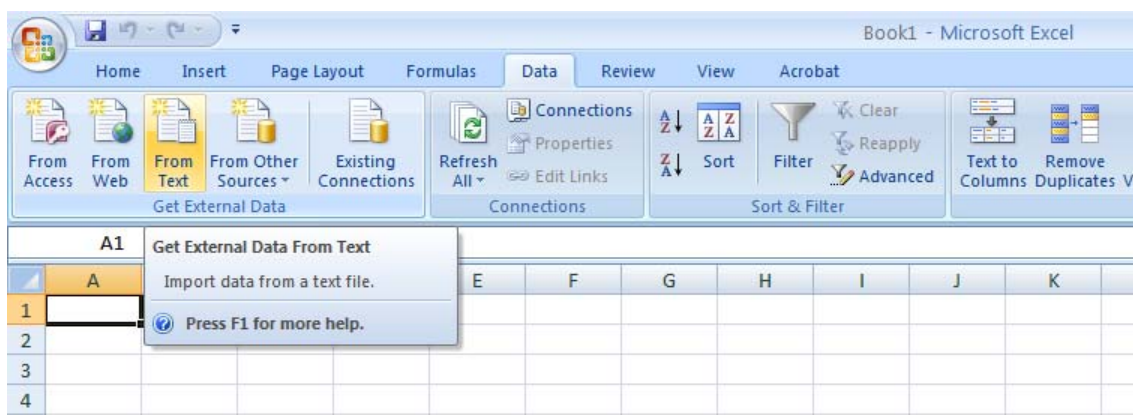 Book1 - Microsoft Excel
Home Insert Page Layout Formulas Data Review View Acrobat
From Access
From Web
From Text
From Other Sources
Existing Connections
Get External Data
Refresh All
Connections
Properties
Edit Links
Connections
A Z
Z A
A Z
Z A
Sort
Filter
Clear
Reapply
Advanced
Sort & Filter
Text to Columns
Remove Duplicates
V
A1
Get External Data From Text
Import data from a text file.
Press F1 for more help.
A E F G H I J K
1
2
3
4